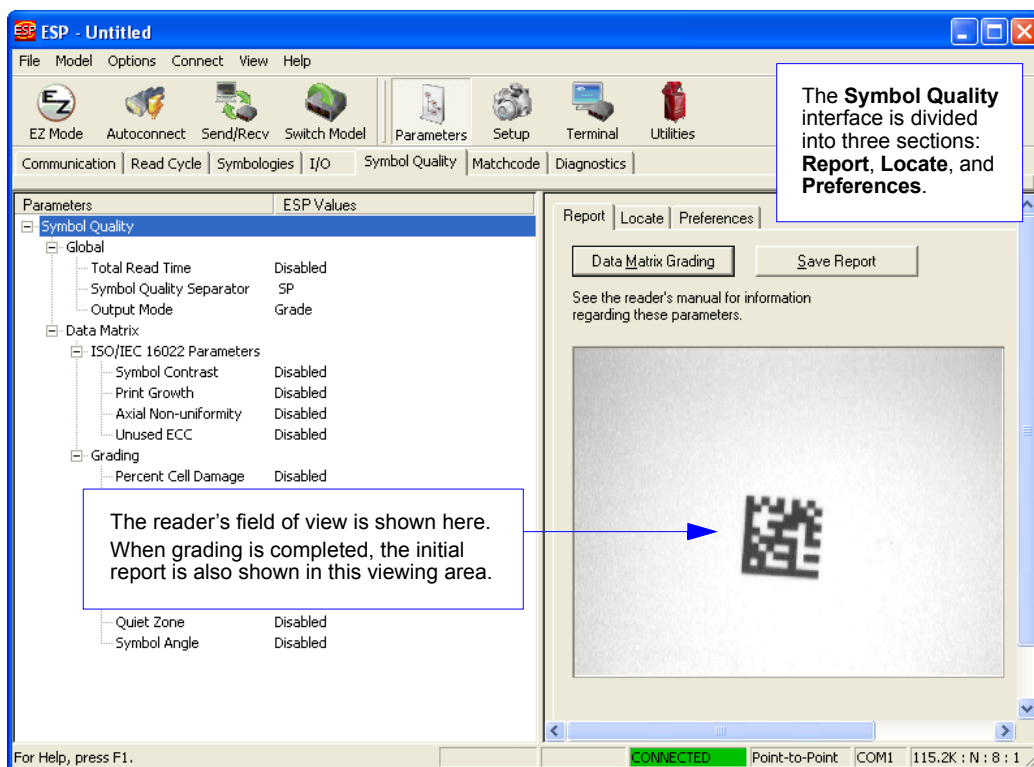 ESP - Untitled
File Model Options Connect View Help
EZ Mode Autoconnect Send/Recv Switch Model Parameters Setup Terminal Utilities
Communication Read Cycle Symbologies I/O Symbol Quality Matchcode Diagnostics
The Symbol Quality
interface is divided
into three sections:
Report, Locate, and
Preferences.
Parameters ESP Values
Symbol Quality
Global
Total Read Time Disabled
Symbol Quality Separator SP
Output Mode Grade
Data Matrix
ISO/IEC 16022 Parameters
Symbol Contrast Disabled
Print Growth Disabled
Axial Non-uniformity Disabled
Unused ECC Disabled
Grading
Percent Cell Damage Disabled
The reader's field of view is shown here.
When grading is completed, the initial
report is also shown in this viewing area.
Quiet Zone Disabled
Symbol Angle Disabled
Report Locate Preferences
Data Matrix Grading Save Report
See the reader's manual for information
regarding these parameters.
For Help, press F1. CONNECTED Point-to-Point COM1 115.2K : N : 8 : 1